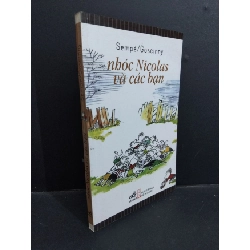 Sempé/Goscinny
nhóc Nicolas
và các bạn